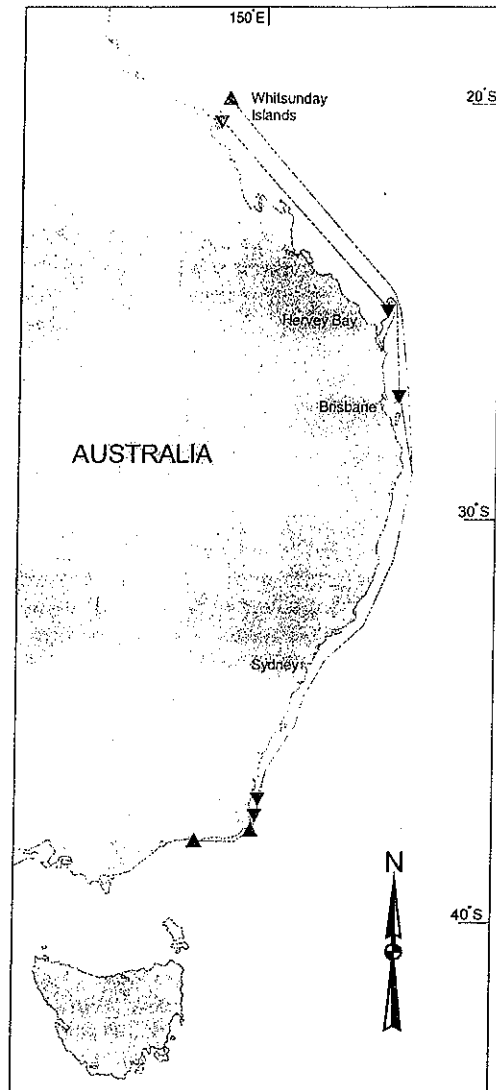 150°E
Whitsunday
Islands
20°S
Hervey Bay
Brisbane
AUSTRALIA
30°S
Sydney
N
40°S